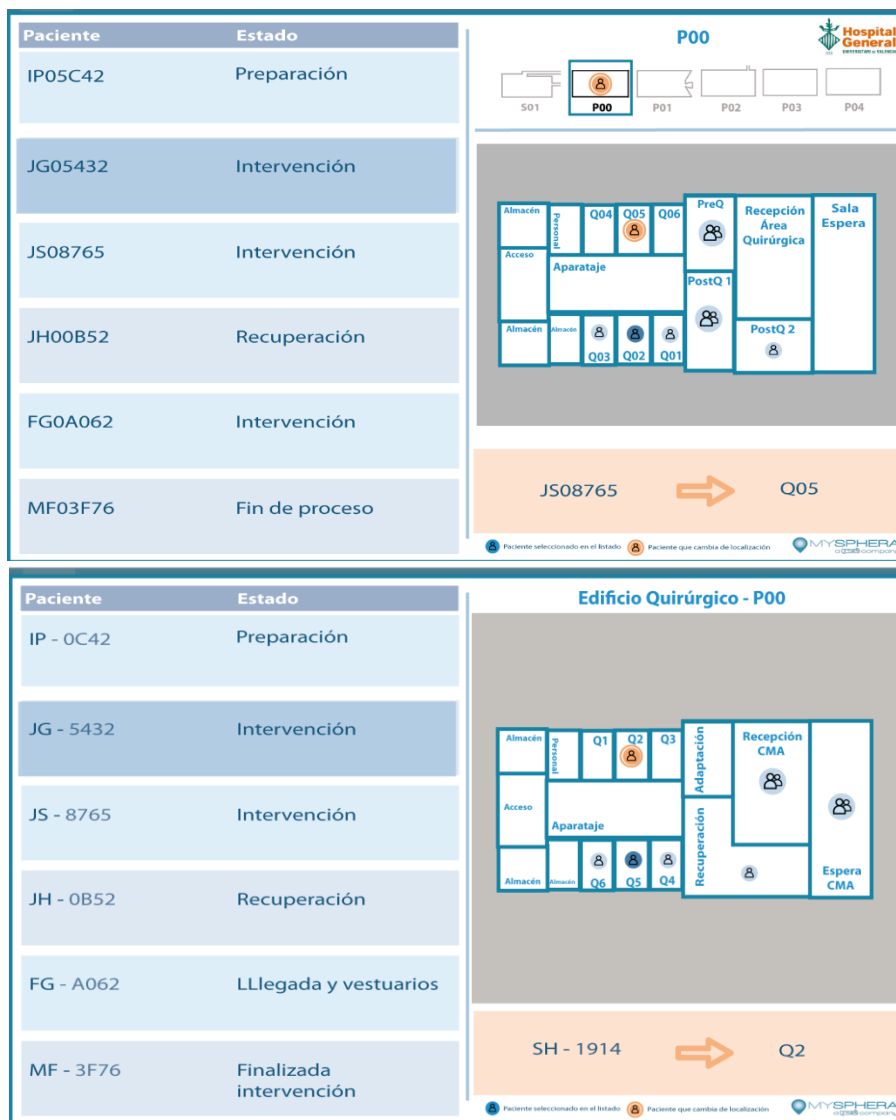 Paciente Estado
IP05C42 Preparación
JG05432 Intervención
JS08765 Intervención
JH00B52 Recuperación
FG0A062 Intervención
MF03F76 Fin de proceso
P00
Hospital
General
UNIVERSITARI DE VALÈNCIA
S01 P00 P01 P02 P03 P04
Almacén
Personal
Q04
Q05
Q06
PreQ
Recepción
Área
Quirúrgica
Sala
Espera
Acceso
Aparataje
PostQ 1
Almacén
Almacén
Q03
Q02
Q01
PostQ 2
JS08765 Q05
Paciente seleccionado en el listado Paciente que cambia de localización
MYSPHERA
Paciente Estado
IP - 0C42 Preparación
JG - 5432 Intervención
JS - 8765 Intervención
JH - 0B52 Recuperación
FG - A062 LLlegada y vestuarios
MF - 3F76 Finalizada
intervención
Edificio Quirúrgico - P00
Almacén
Personal
Q1
Q2
Q3
Adaptación
Recepción
CMA
Acceso
Aparataje
Recuperación
Almacén
Almacén
Q6
Q5
Q4
Espera
CMA
SH - 1914 Q2
Paciente seleccionado en el listado Paciente que cambia de localización
MYSPHERA